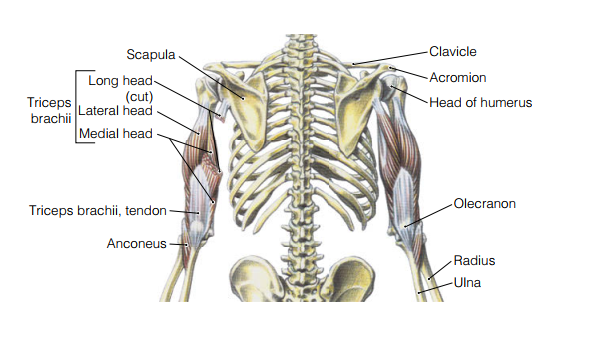 Scapula
Long head
(cut)
Triceps
brachii
Lateral head
Medial head
Triceps brachii, tendon
Anconeus
Clavicle
Acromion
Head of humerus
Olecranon
Radius
Ulna